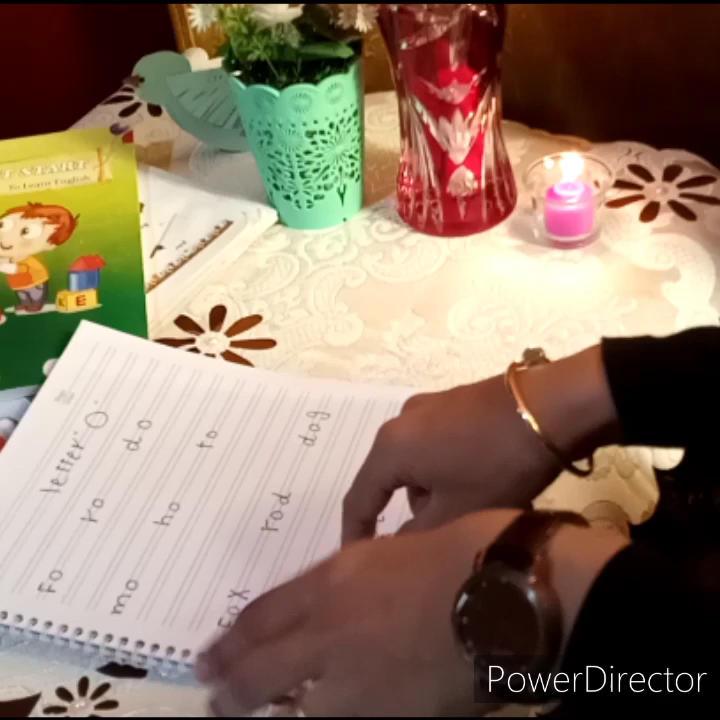 START
To Learn English
E
letter "O"
Fo ro do
mo ho to
Fox rod dog
PowerDirector